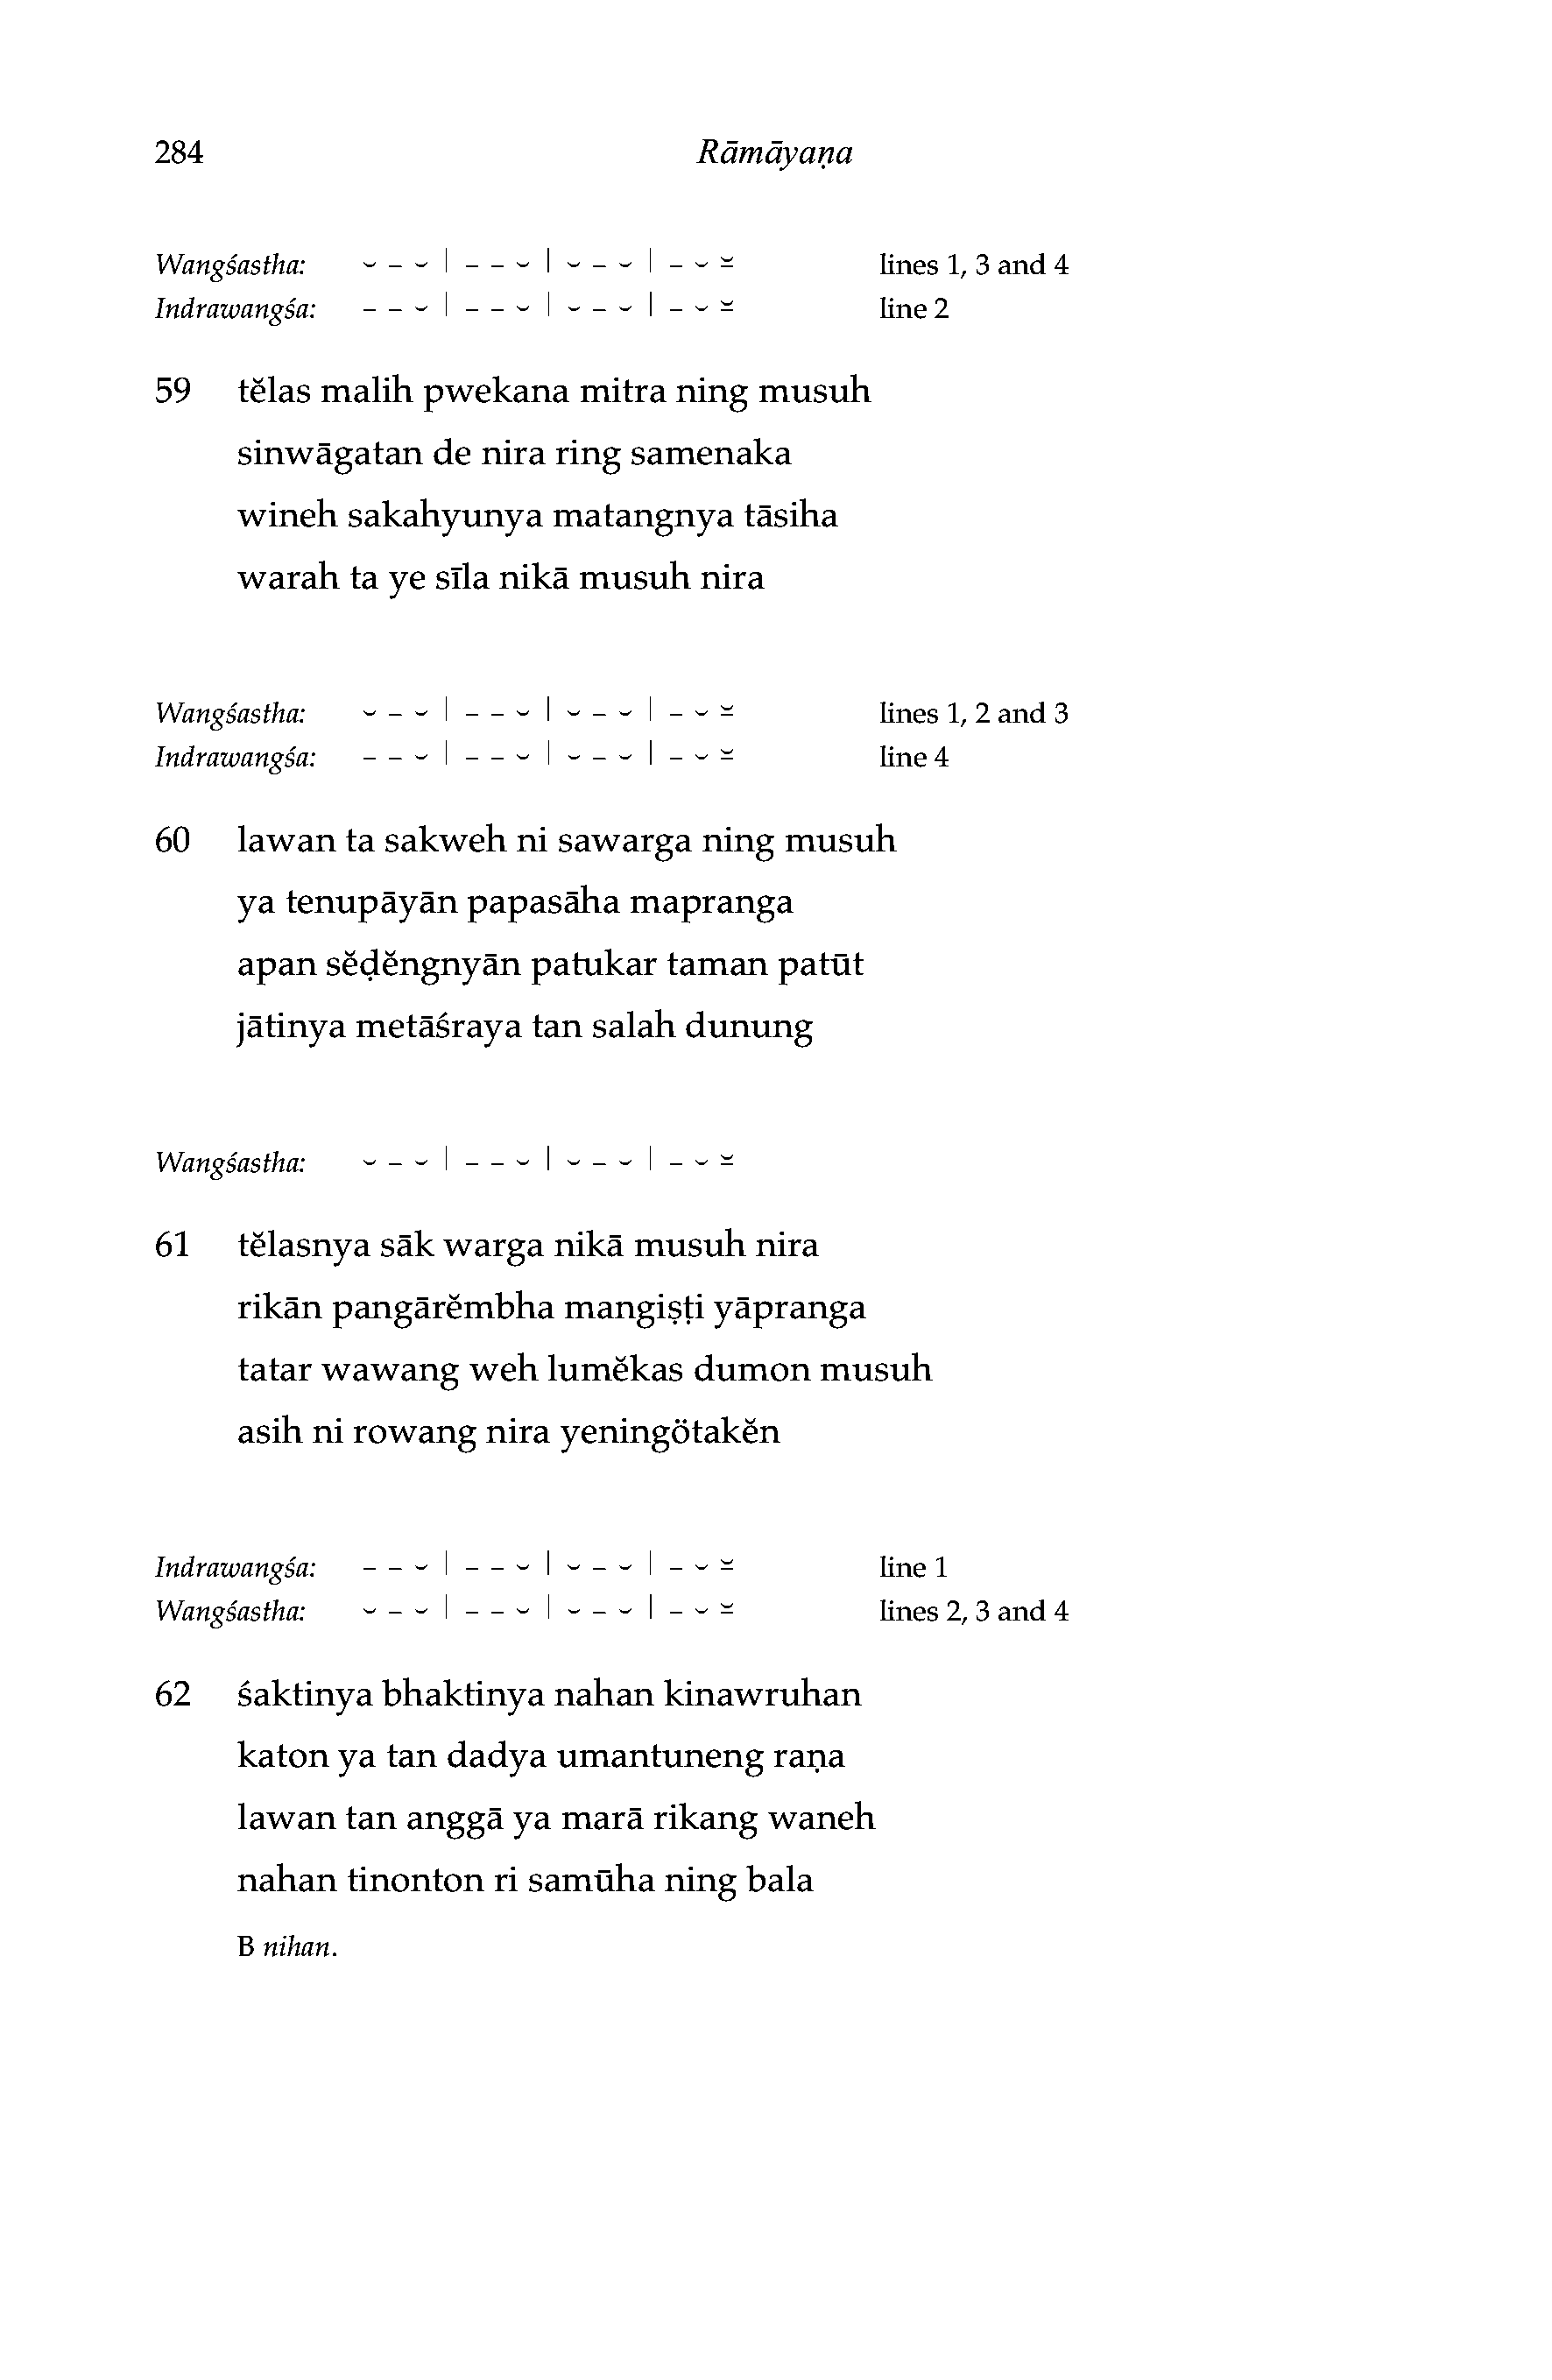 284 Rāmāyaṇa
Wangśastha: ⏑ – ⏑ | – – ⏑ | ⏑ – ⏑ | – ⏑ ⏓ lines 1, 3 and 4
Indrawangśa: – – ⏑ | – – ⏑ | ⏑ – ⏑ | – ⏑ ⏓ line 2
59 tĕlas malih pwekana mitra ning musuh
sinwāgatan de nira ring samenaka
wineh sakahyunya matangnya tāsiha
warah ta ye sīla nikā musuh nira
Wangśastha: ⏑ – ⏑ | – – ⏑ | ⏑ – ⏑ | – ⏑ ⏓ lines 1, 2 and 3
Indrawangśa: – – ⏑ | – – ⏑ | ⏑ – ⏑ | – ⏑ ⏓ line 4
60 lawan ta sakweh ni sawarga ning musuh
ya tenupāyān papasāha mapranga
apan sĕḍĕngnyān patukar taman patūt
jātinya metāśraya tan salah dunung
Wangśastha: ⏑ – ⏑ | – – ⏑ | ⏑ – ⏑ | – ⏑ ⏓
61 tĕlasnya sāk warga nikā musuh nira
rikān pangārĕmbha mangiṣṭi yāpranga
tatar wawang weh lumĕkas dumon musuh
asih ni rowang nira yeningötakĕn
Indrawangśa: – – ⏑ | – – ⏑ | ⏑ – ⏑ | – ⏑ ⏓ line 1
Wangśastha: ⏑ – ⏑ | – – ⏑ | ⏑ – ⏑ | – ⏑ ⏓ lines 2, 3 and 4
62 śaktinya bhaktinya nahan kinawruhan
katon ya tan dadya umantuneng raṇa
lawan tan anggā ya marā rikang waneh
nahan tinonton ri samūha ning bala
B nihan.